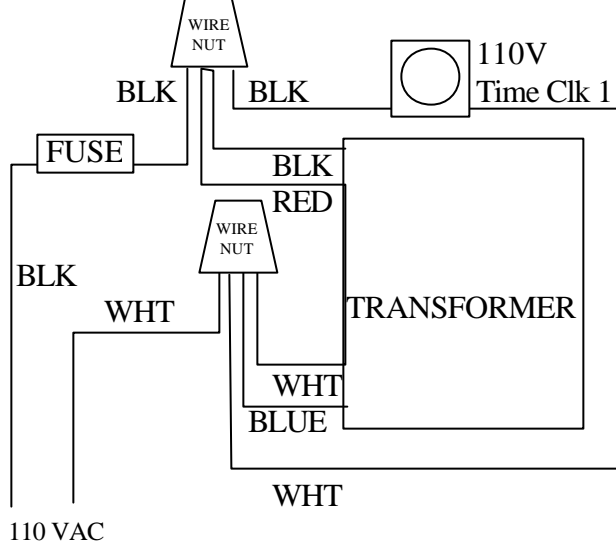 WIRE
NUT
110V
BLK
BLK
Time Clk 1
FUSE
BLK
RED
WIRE
NUT
BLK
WHT
TRANSFORMER
WHT
BLUE
WHT
110 VAC